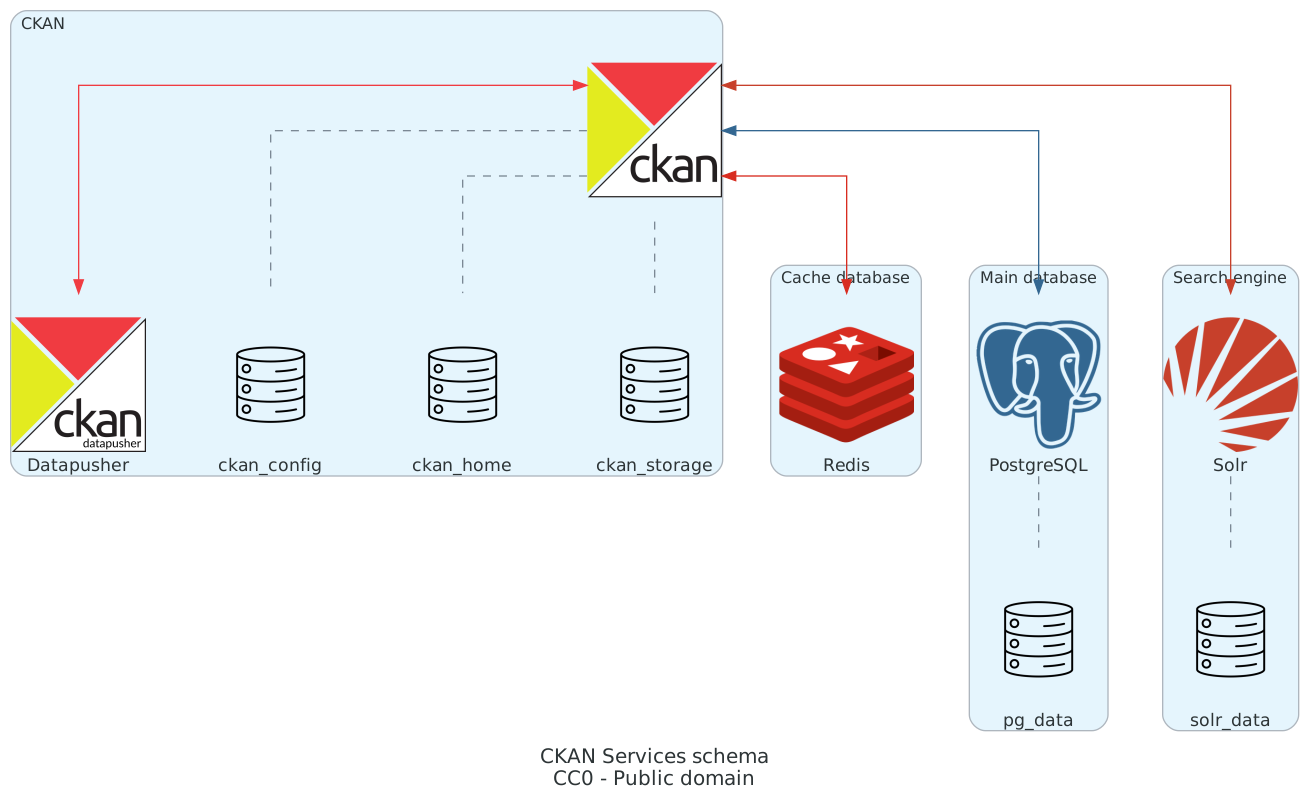 CKAN
ckan
Cache database
Main database
Search engine
ckan
datapusher
Datapusher
ckan_config
ckan_home
ckan_storage
Redis
PostgreSQL
Solr
pg_data
solr_data
CKAN Services schema
CC0 - Public domain